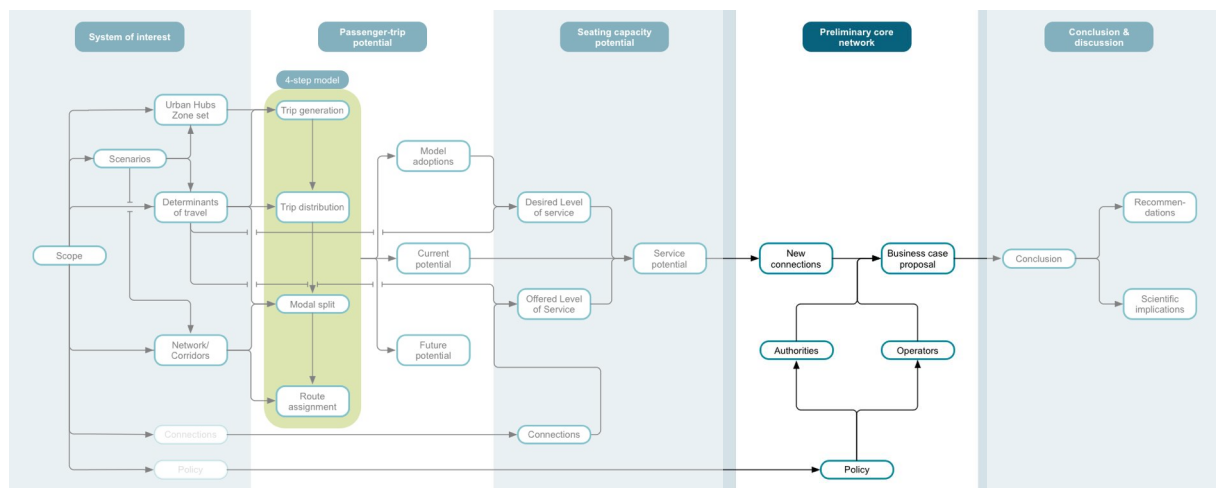 System of interest
Passenger-trip
potential
Seating capacity
potential
Preliminary core
network
Conclusion &
discussion
4-step model
Urban Hubs
Zone set
Trip generation
Scenarios
Model
adoptions
Determinants
of travel
Trip distribution
Desired Level
of service
Recommen-
dations
Scope
Current
potential
Service
potential
New
connections
Business case
proposal
Conclusion
Modal split
Offered Level
of Service
Scientific
implications
Network/
Corridors
Future
potential
Authorities
Operators
Route
assignment
Connections
Connections
Policy
Policy